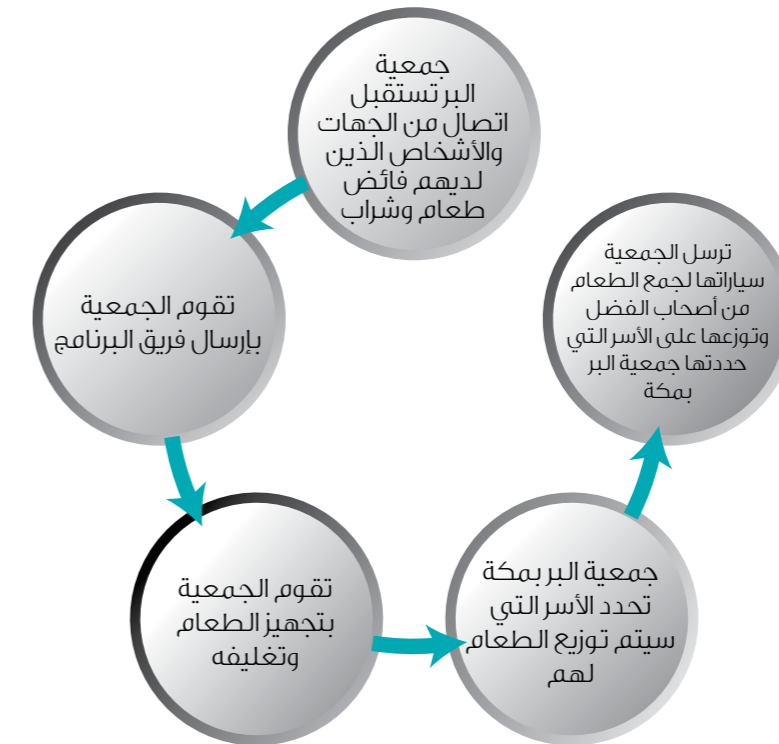 جمعية
البر تستقبل
اتصال من الجهات
والأشخاص الذين
لديهم فائض
طعام وشراب
تقوم الجمعية
بإرسال فريق البرنامج
تقوم الجمعية
بتجهيز الطعام
وتغليفه
جمعية البر بمكة
تحدد الأسر التي
سيتم توزيع الطعام
لهم
ترسل الجمعية
سياراتها لجمع الطعام
من أصحاب الفضل
وتوزعها على الأسر التي
حددتها جمعية البر
بمكة